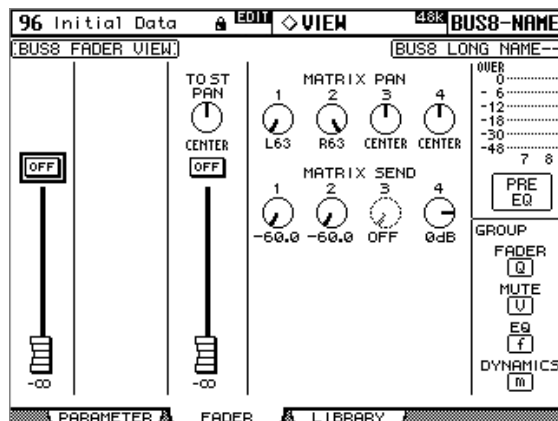 96 Initial Data EDIT ◇VIEW 48K BUS8-NAME
BUS8 FADER VIEW BUS8 LONG NAME--
TO ST
PAN
CENTER
OFF
OFF
-∞
-∞
MATRIX PAN
1 2 3 4
L63 R63 CENTER CENTER
MATRIX SEND
1 2 3 4
-60.0 -60.0 OFF 0dB
OVER
0
- 6
-12
-18
-30
-48
7 8
PRE
EQ
GROUP
FADER
Q
MUTE
V
EQ
f
DYNAMICS
m
PARAMETER FADER LIBRARY